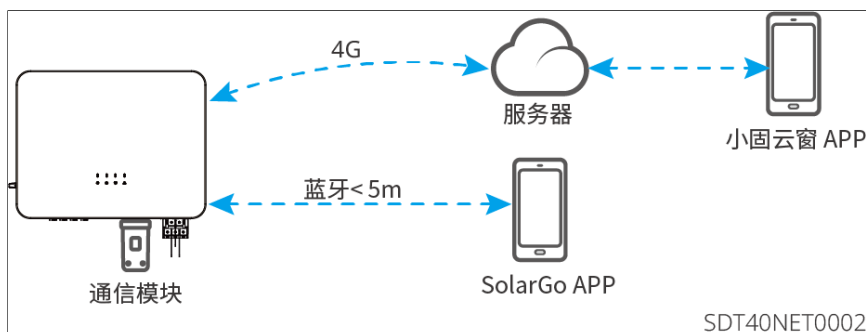 4G
服务器
小固云窗 APP
蓝牙< 5m
通信模块
SolarGo APP
SDT40NET0002